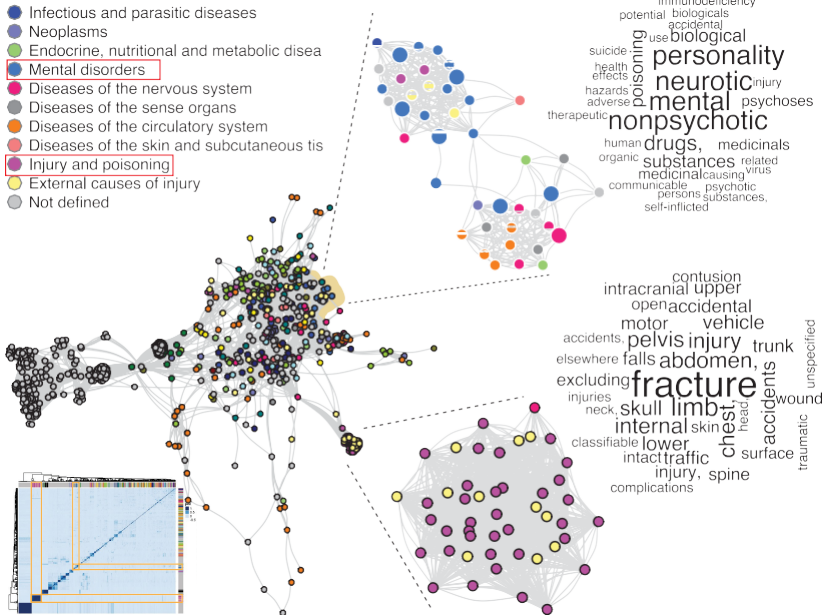 Infectious and parasitic diseases
Neoplasms
Endocrine, nutritional and metabolic disea
Mental disorders
Diseases of the nervous system
Diseases of the sense organs
Diseases of the circulatory system
Diseases of the skin and subcutaneous tis
Injury and poisoning
External causes of injury
Not defined
immunodeficiency
potential biologicals
accidental
use biological
suicide
poisoning
personality
health
effects
neurotic injury
hazards
adverse mental psychoses
therapeutic
nonpsychotic
human drugs, medicinals
organic substances related
virus
medicinal causing
communicable psychotic
persons substances,
self-inflicted
contusion
intracranial upper
open accidental
motor vehicle
accidents, pelvis injury trunk
elsewhere falls abdomen,
unspecified
excluding fracture
injuries
wound
neck, skull limb
chest, head, accidents
internal skin
classifiable lower
surface
traumatic
intact traffic
injury, spine
complications